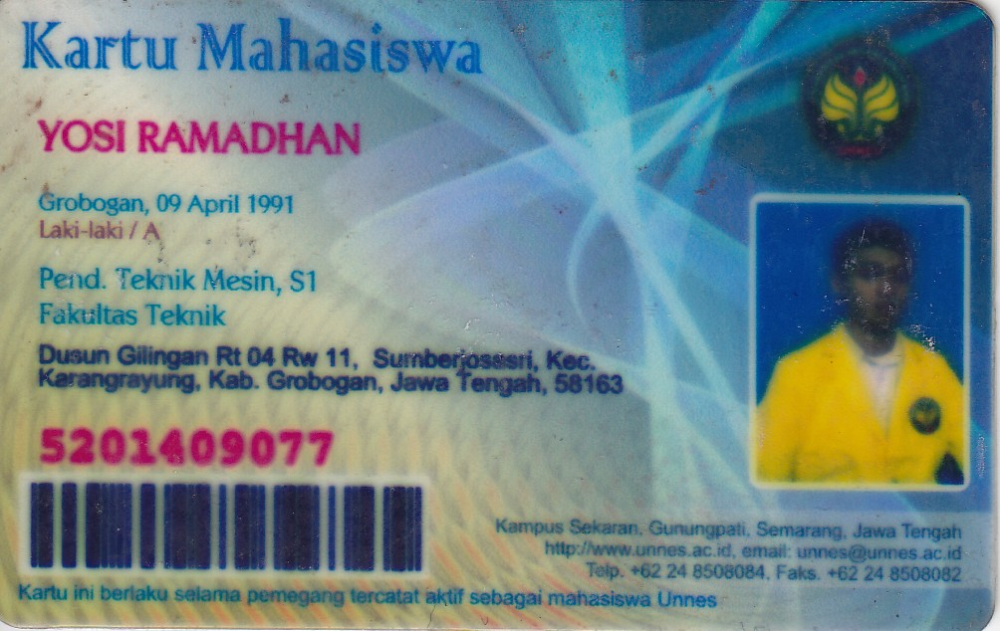 Kartu Mahasiswa
YOSI RAMADHAN
Grobogan, 09 April 1991
Laki-laki / A
Pend. Teknik Mesin, S1
Fakultas Teknik
Dusun Gilingan Rt 04 Rw 11, Sumberjosasri, Kec.
Karangrayung, Kab. Grobogan, Jawa Tengah, 58163
5201409077
Kampus Sekaran, Gunungpati, Semarang, Jawa Tengah
http://www.unnes.ac.id, email: unnes@unnes.ac.id
Telp. +62 24 8508084, Faks. +62 24 8508082
Kartu ini berlaku selama pemegang tercatat aktif sebagai mahasiswa Unnes